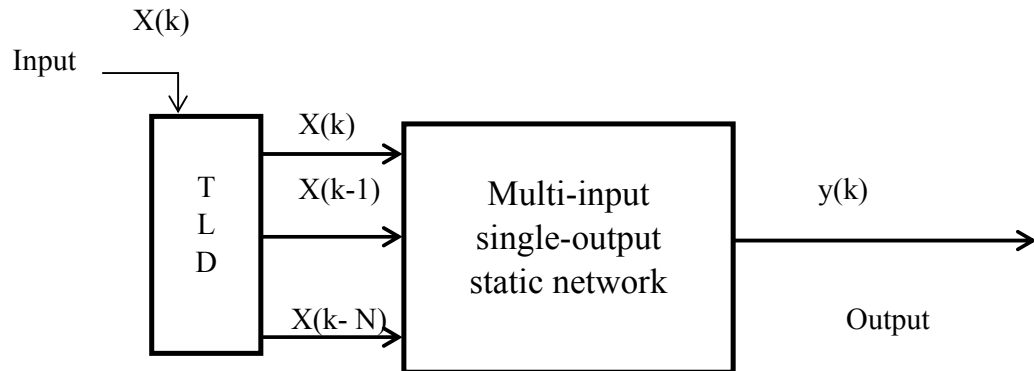 X(k)
Input
X(k)
T
L
D
X(k-1)
X(k- N)
Multi-input
single-output
static network
y(k)
Output